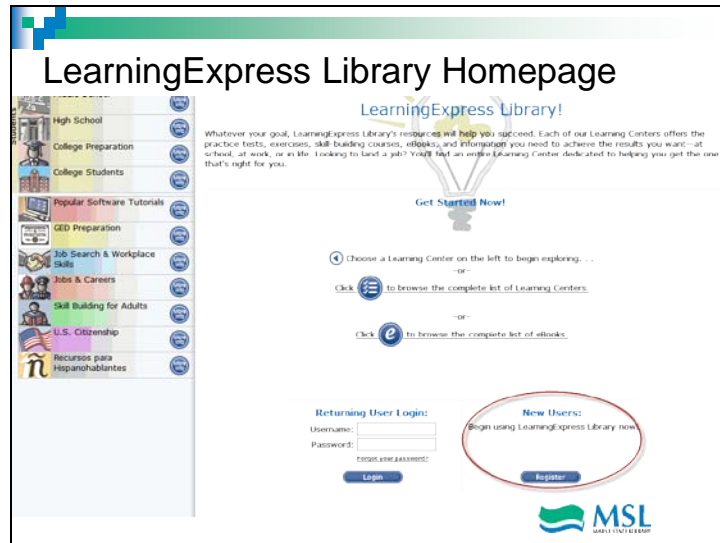 LearningExpress Library Homepage
High School
College Preparation
College Students
Popular Software Tutorials
GED Preparation
Job Search & Workplace
Skills
Jobs & Careers
Skill Building for Adults
U.S. Citizenship
Recursos para
Hispanohablantes
LearningExpress Library!
Whatever your goal, LearningExpress Library's resources will help you succeed. Each of our Learning Centers offers the
practice tests, exercises, skill-building courses, eBooks, and information you need to achieve the results you want—at
school, at work, or in life. Looking to land a job? You'll find an entire Learning Center dedicated to helping you get the one
that's right for you.
Get Started Now!
Choose a Learning Center on the left to begin exploring. . .
-or-
Click to browse the complete list of Learning Centers.
-or-
Click e to browse the complete list of eBooks.
Returning User Login:
Username:
Password:
Forgot your password?
Login
New Users:
Begin using LearningExpress Library now!
Register
MSL
MAINE STATE LIBRARY